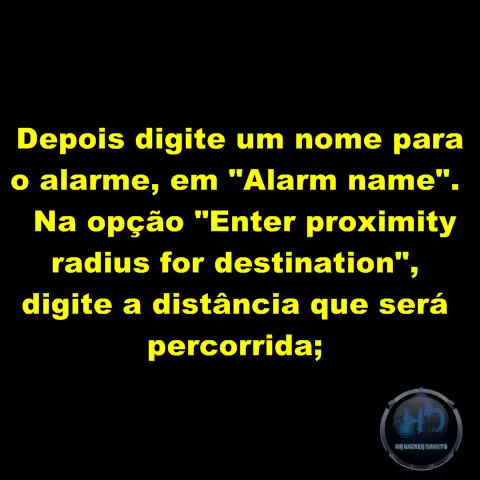 Depois digite um nome para
o alarme, em "Alarm name".
Na opção "Enter proximity
radius for destination",
digite a distância que será
percorrida;
HD